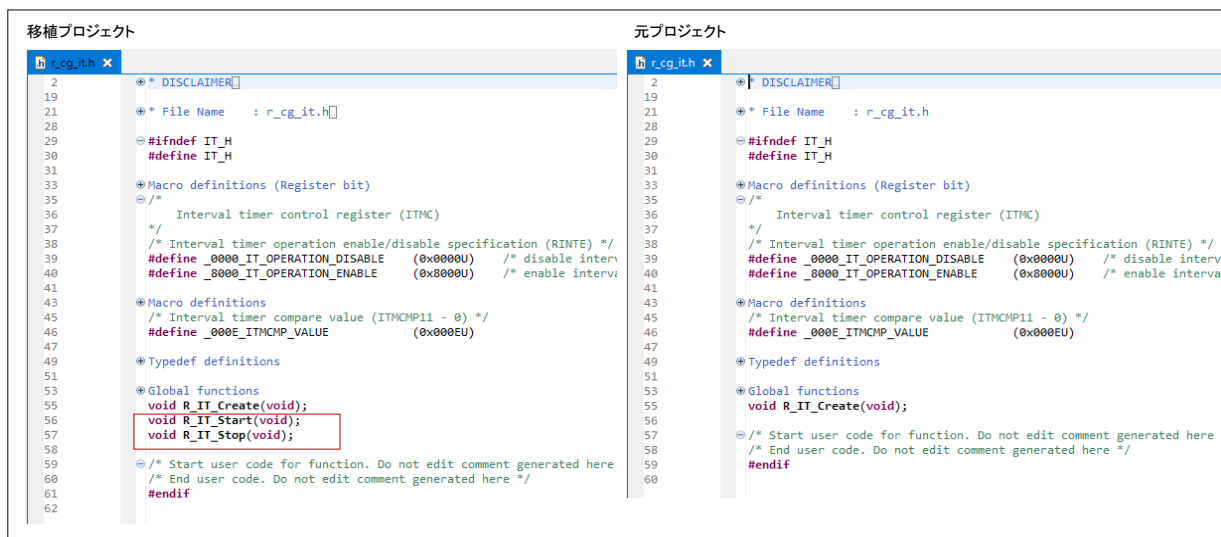 移植プロジェクト
r_cg_it.h
2 * DISCLAIMER
19
21 * File Name    : r_cg_it.h
28
29 #ifndef IT_H
30 #define IT_H
31
33 Macro definitions (Register bit)
35 /*
36     Interval timer control register (ITMC)
37 */
38 /* Interval timer operation enable/disable specification (RINTE) */
39 #define _0000_IT_OPERATION_DISABLE    (0x0000U)    /* disable interv
40 #define _8000_IT_OPERATION_ENABLE     (0x8000U)    /* enable interva
41
43 Macro definitions
45 /* Interval timer compare value (ITMCMP11 - 0) */
46 #define _000E_ITMCMP_VALUE            (0x000EU)
47
49 Typedef definitions
51
53 Global functions
55 void R_IT_Create(void);
56 void R_IT_Start(void);
57 void R_IT_Stop(void);
58
59 /* Start user code for function. Do not edit comment generated here
60 /* End user code. Do not edit comment generated here */
61 #endif
62
元プロジェクト
r_cg_it.h
2 * DISCLAIMER
19
21 * File Name    : r_cg_it.h
28
29 #ifndef IT_H
30 #define IT_H
31
33 Macro definitions (Register bit)
35 /*
36     Interval timer control register (ITMC)
37 */
38 /* Interval timer operation enable/disable specification (RINTE) */
39 #define _0000_IT_OPERATION_DISABLE    (0x0000U)    /* disable interv
40 #define _8000_IT_OPERATION_ENABLE     (0x8000U)    /* enable interva
41
43 Macro definitions
45 /* Interval timer compare value (ITMCMP11 - 0) */
46 #define _000E_ITMCMP_VALUE            (0x000EU)
47
49 Typedef definitions
51
53 Global functions
55 void R_IT_Create(void);
56
57 /* Start user code for function. Do not edit comment generated here
58 /* End user code. Do not edit comment generated here */
59 #endif
60